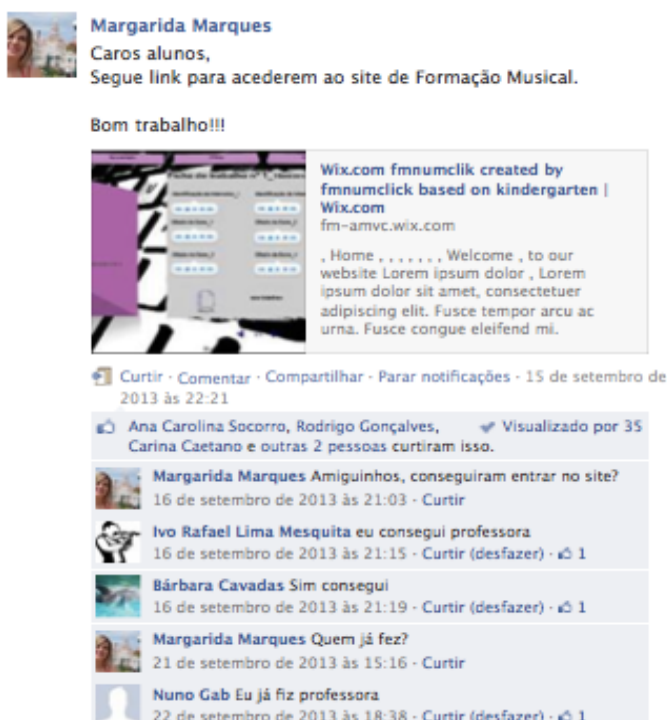 Margarida Marques
Caros alunos,
Segue link para acederem ao site de Formação Musical.
Bom trabalho!!!
Wix.com fmnumclik created by
fmnumclick based on kindergarten |
Wix.com
fm-amvc.wix.com
, Home , , , , , , , Welcome , to our
website Lorem ipsum dolor , Lorem
ipsum dolor sit amet, consectetuer
adipiscing elit. Fusce tempor arcu ac
urna. Fusce congue eleifend mi.
Curtir · Comentar · Compartilhar · Parar notificações · 15 de setembro de
2013 às 22:21
Ana Carolina Socorro, Rodrigo Gonçalves, Visualizado por 35
Carina Caetano e outras 2 pessoas curtiram isso.
Margarida Marques Amiguinhos, conseguiram entrar no site?
16 de setembro de 2013 às 21:03 · Curtir
Ivo Rafael Lima Mesquita eu consegui professora
16 de setembro de 2013 às 21:15 · Curtir (desfazer) · 1
Bárbara Cavadas Sim consegui
16 de setembro de 2013 às 21:19 · Curtir (desfazer) · 1
Margarida Marques Quem já fez?
21 de setembro de 2013 às 15:16 · Curtir
Nuno Gab Eu já fiz professora
22 de setembro de 2013 às 18:38 · Curtir (desfazer) · 1